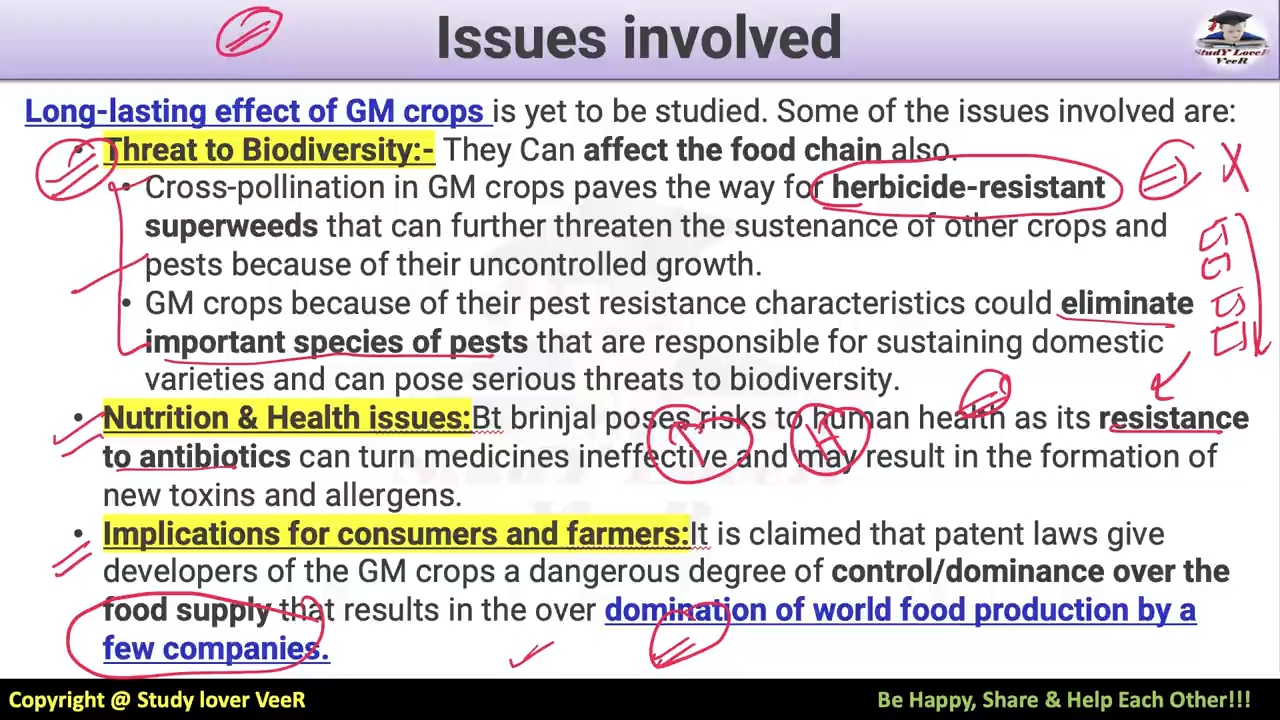 Issues involved
StudY LoveR
VeeR
Long-lasting effect of GM crops is yet to be studied. Some of the issues involved are:
• Threat to Biodiversity:- They Can affect the food chain also.
• Cross-pollination in GM crops paves the way for herbicide-resistant
superweeds that can further threaten the sustenance of other crops and
pests because of their uncontrolled growth.
• GM crops because of their pest resistance characteristics could eliminate
important species of pests that are responsible for sustaining domestic
varieties and can pose serious threats to biodiversity.
• Nutrition & Health issues:Bt brinjal poses risks to human health as its resistance
to antibiotics can turn medicines ineffective and may result in the formation of
new toxins and allergens.
• Implications for consumers and farmers:It is claimed that patent laws give
developers of the GM crops a dangerous degree of control/dominance over the
food supply that results in the over domination of world food production by a
few companies.
Copyright @ Study lover VeeR
Be Happy, Share & Help Each Other!!!